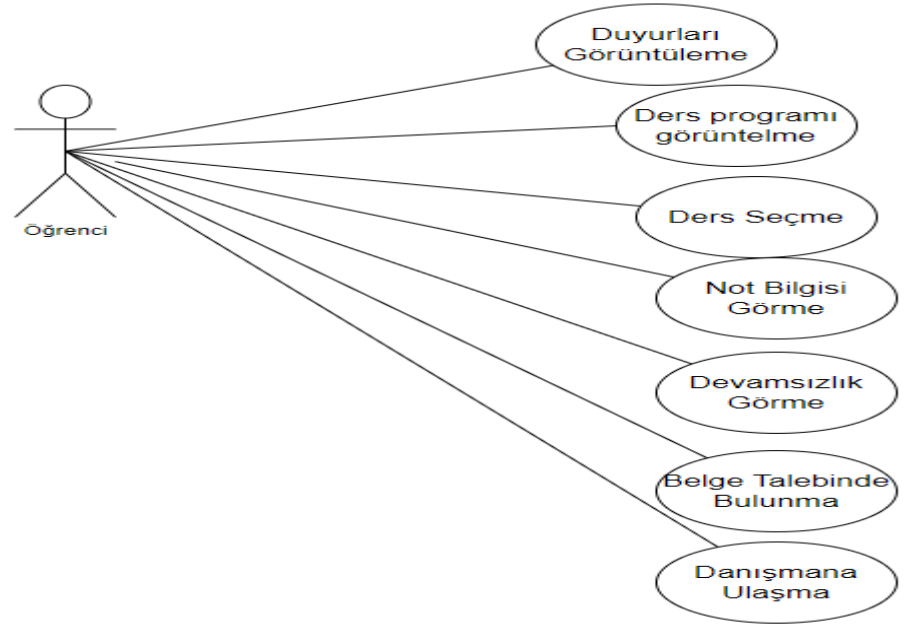 Duyurları
Görüntüleme
Ders programı
görüntelme
Öğrenci
Ders Seçme
Not Bilgisi
Görme
Devamsızlık
Görme
Belge Talebinde
Bulunma
Danışmana
Ulaşma